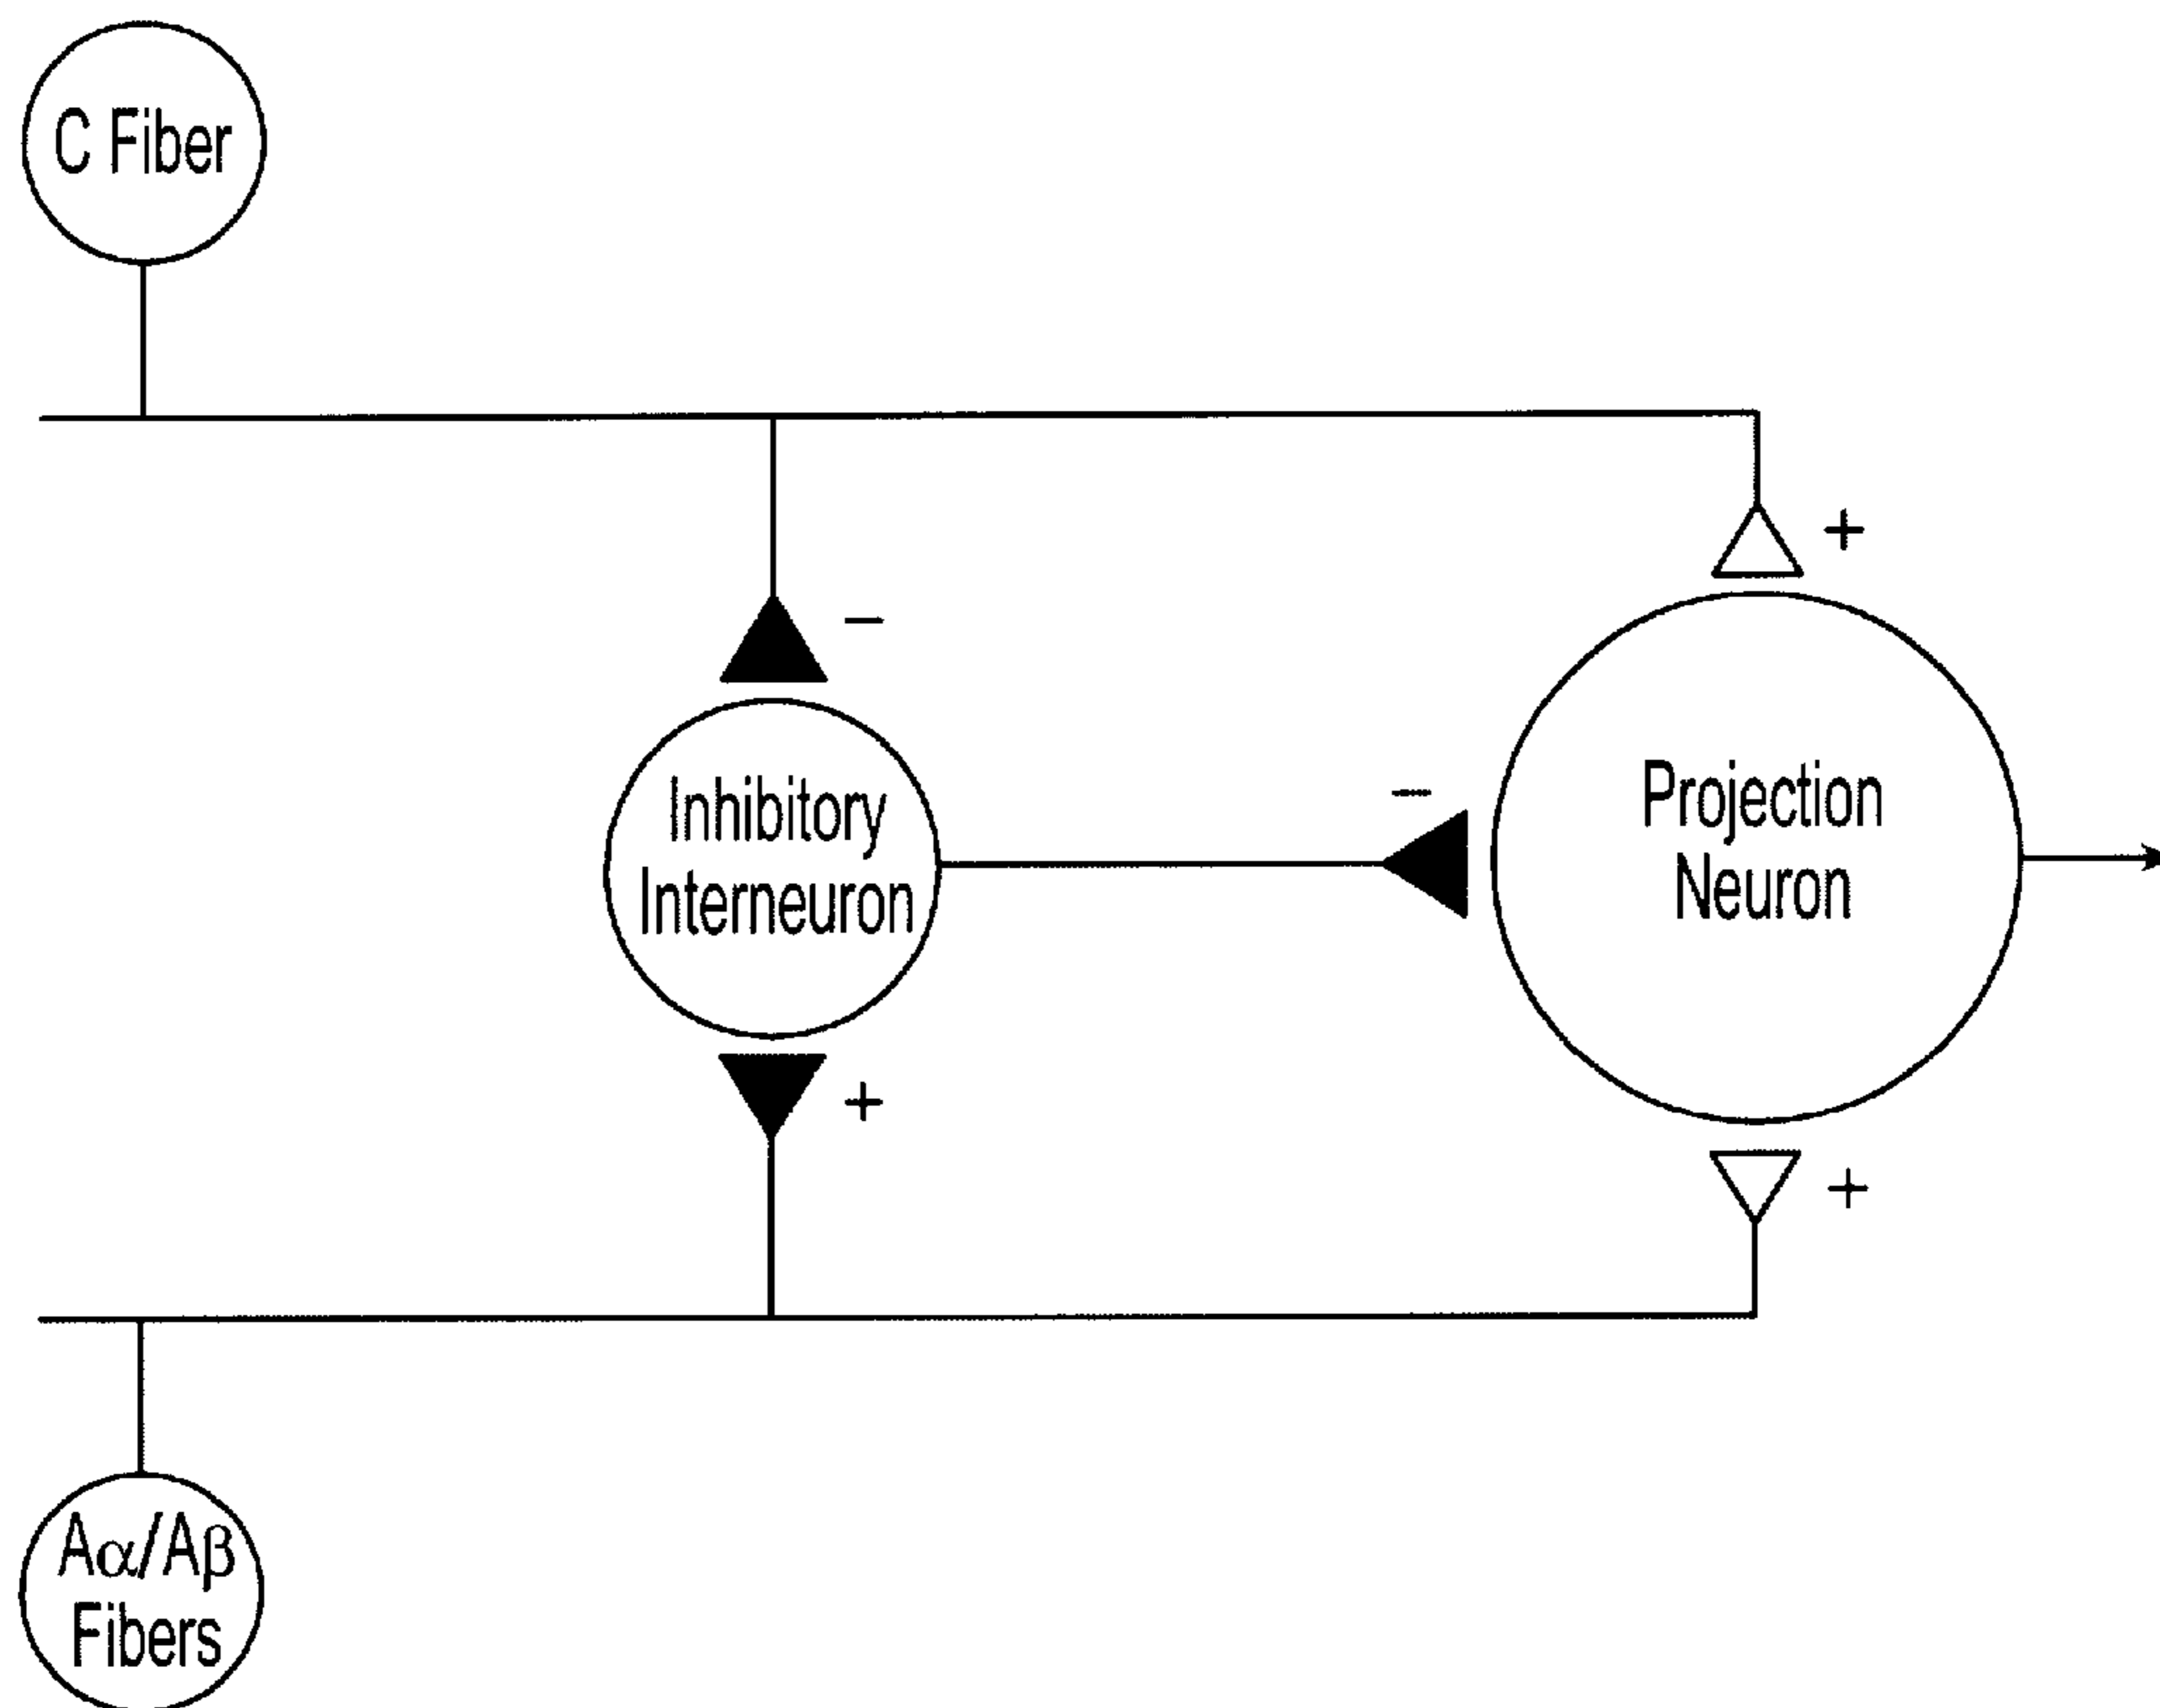 C Fiber
+
−
Inhibitory
Interneuron
−
Projection
Neuron
+
+
Aα/Aβ
Fibers